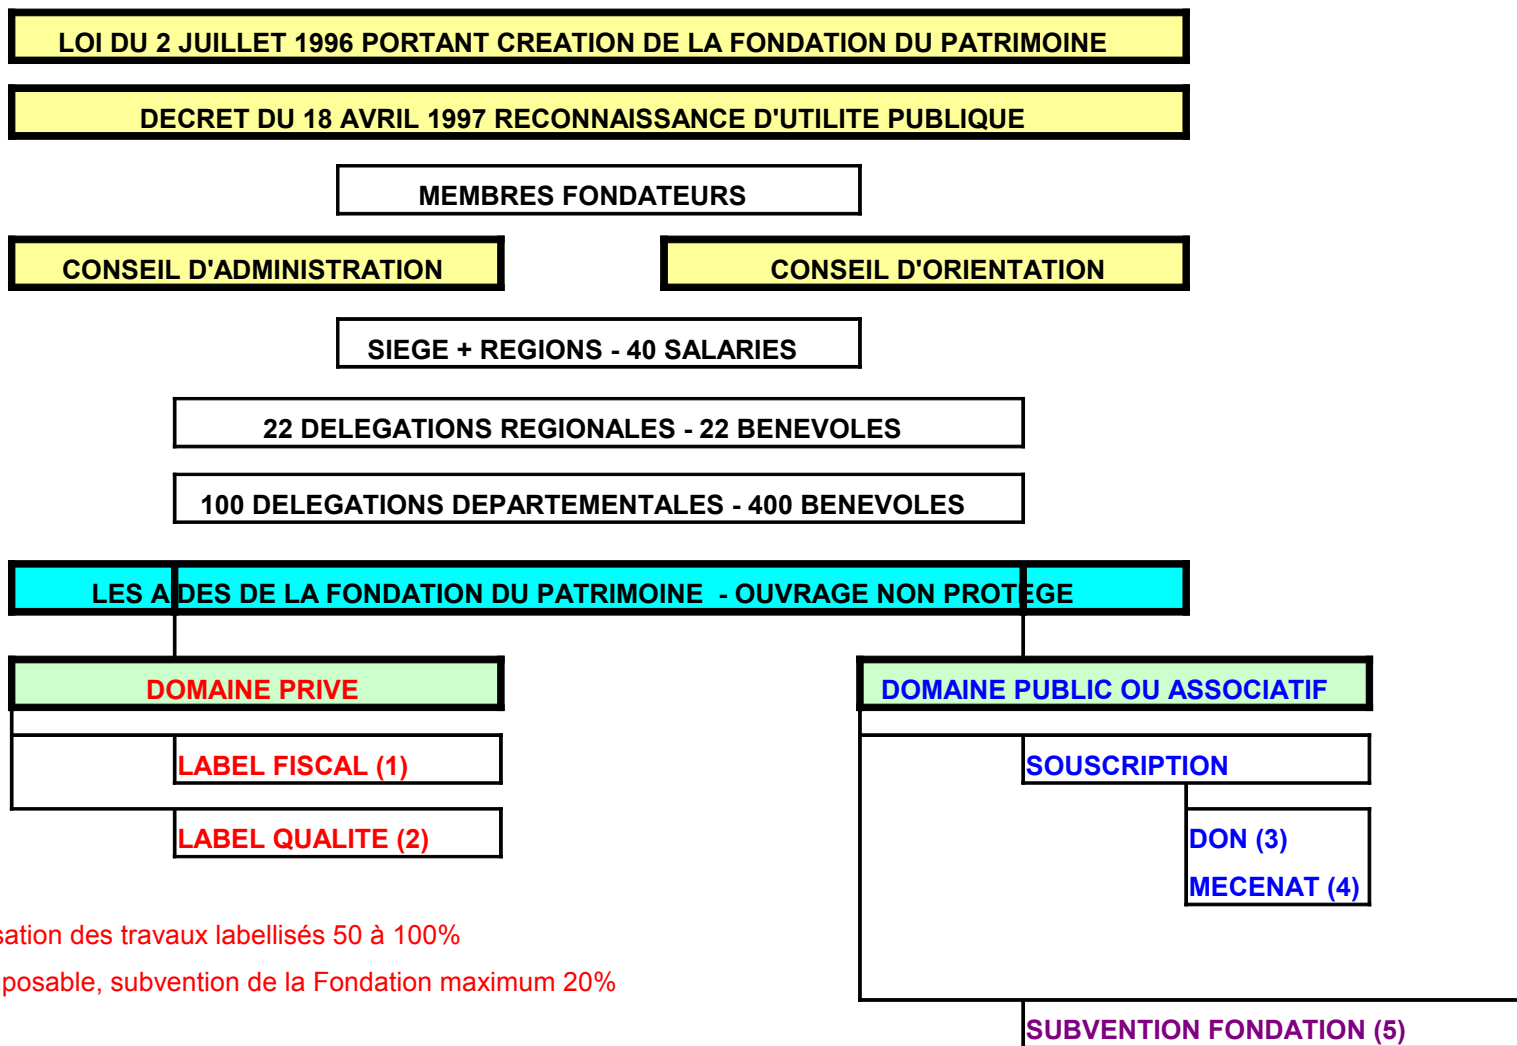 LOI DU 2 JUILLET 1996 PORTANT CREATION DE LA FONDATION DU PATRIMOINE
DECRET DU 18 AVRIL 1997 RECONNAISSANCE D'UTILITE PUBLIQUE
MEMBRES FONDATEURS
CONSEIL D'ADMINISTRATION
CONSEIL D'ORIENTATION
SIEGE + REGIONS - 40 SALARIES
22 DELEGATIONS REGIONALES - 22 BENEVOLES
100 DELEGATIONS DEPARTEMENTALES - 400 BENEVOLES
LES AIDES DE LA FONDATION DU PATRIMOINE - OUVRAGE NON PROTEGE
DOMAINE PRIVE
LABEL FISCAL (1)
LABEL QUALITE (2)
DOMAINE PUBLIC OU ASSOCIATIF
SOUSCRIPTION
DON (3)
MECENAT (4)
sation des travaux labellisés 50 à 100%
posable, subvention de la Fondation maximum 20%
SUBVENTION FONDATION (5)